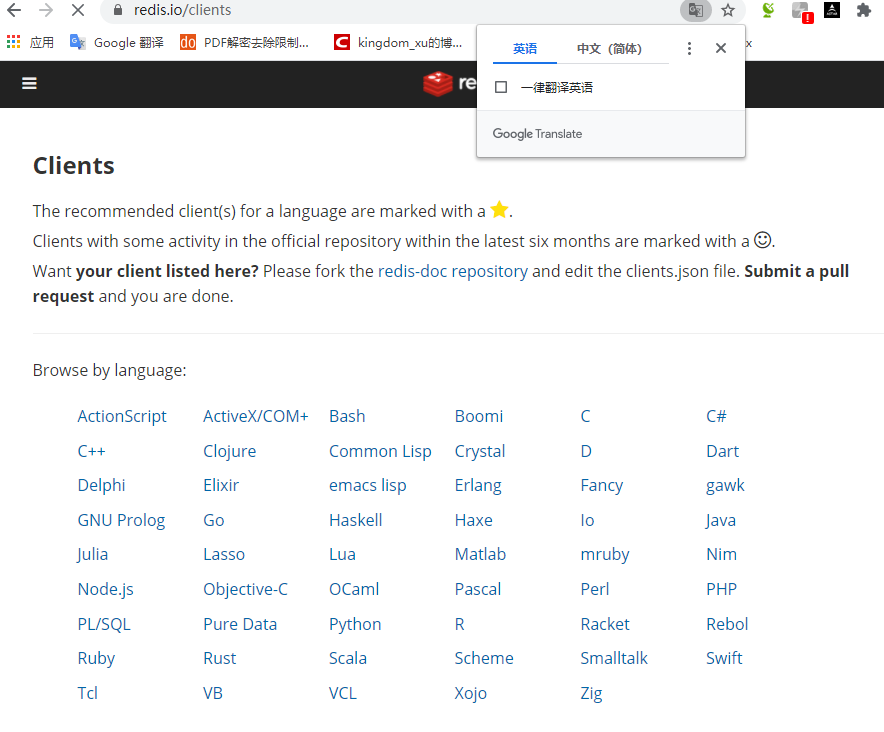 redis.io/clients
应用 Google 翻译 PDF解密去除限制... kingdom_xu的博... x
英语 中文（简体）
一律翻译英语
Google Translate
re
Clients
The recommended client(s) for a language are marked with a ⭐.
Clients with some activity in the official repository within the latest six months are marked with a ☺.
Want your client listed here? Please fork the redis-doc repository and edit the clients.json file. Submit a pull
request and you are done.
Browse by language:
ActionScript ActiveX/COM+ Bash Boomi C C#
C++ Clojure Common Lisp Crystal D Dart
Delphi Elixir emacs lisp Erlang Fancy gawk
GNU Prolog Go Haskell Haxe Io Java
Julia Lasso Lua Matlab mruby Nim
Node.js Objective-C OCaml Pascal Perl PHP
PL/SQL Pure Data Python R Racket Rebol
Ruby Rust Scala Scheme Smalltalk Swift
Tcl VB VCL Xojo Zig